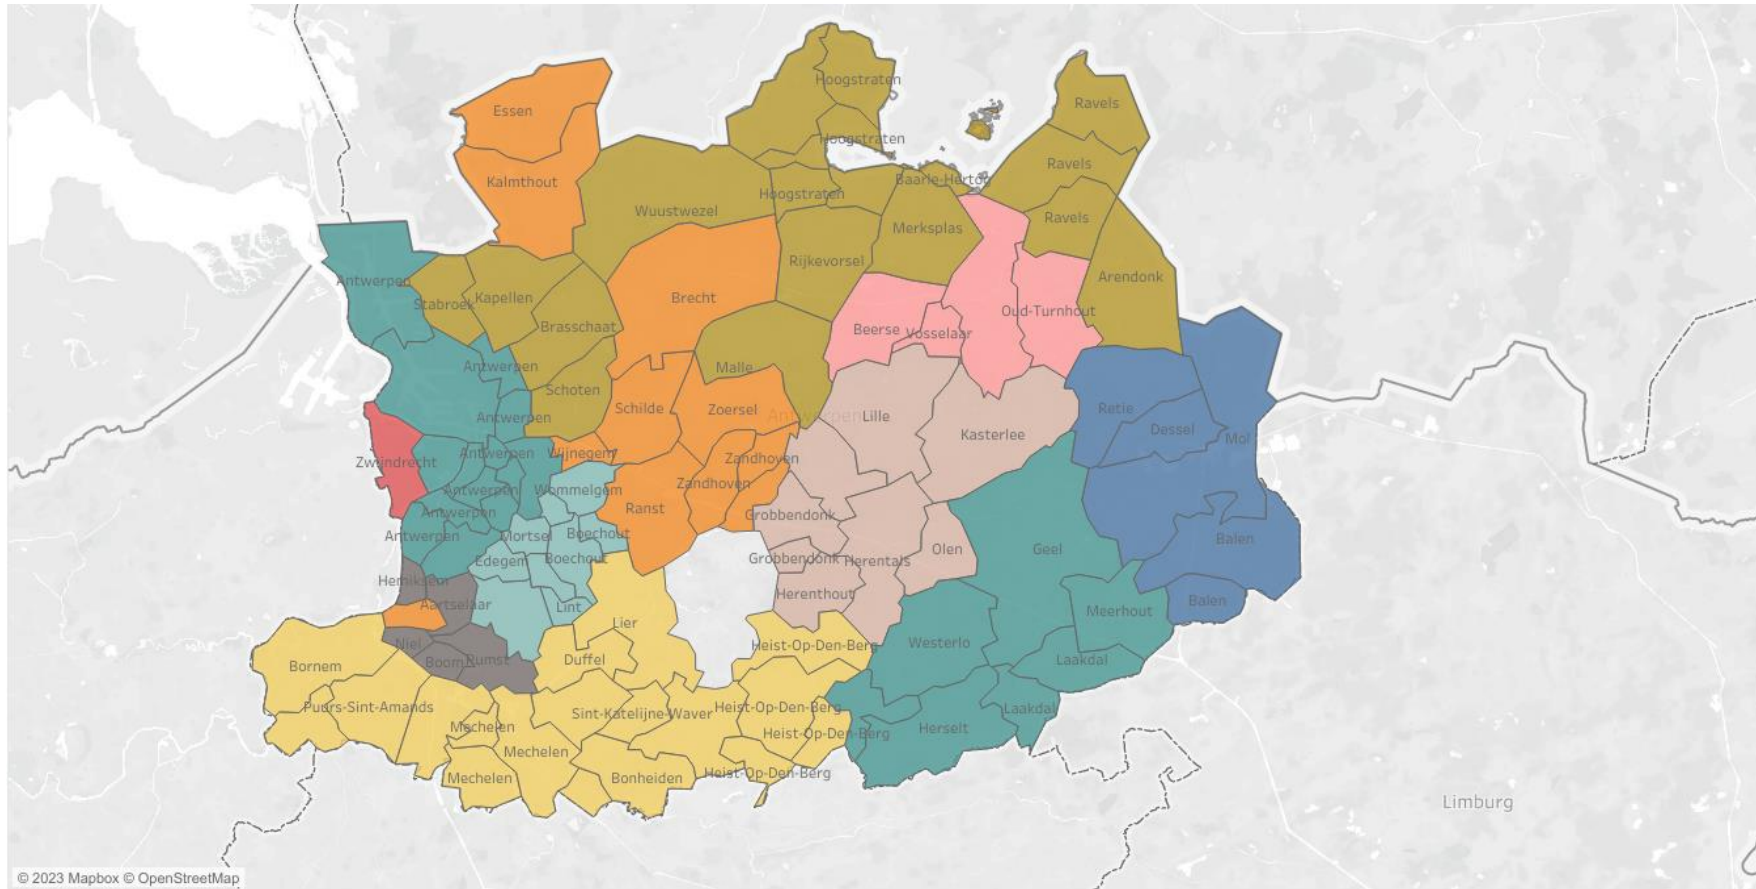 Hoogstraten
Ravels
Essen
Hoogstraten
Ravels
Kalmthout
Baarle-Hertog
Hoogstraten
Wuustwezel
Ravels
Merksplas
Rijkevorsel
Arendonk
Antwerpen
Stabroek
Kapellen
Brecht
Oud-Turnhout
Brasschaat
Beerse
Vosselaar
Antwerpen
Malle
Schoten
Schilde
Zoersel
Retie
Antwerpen
Antwerpen
Lille
Dessel
Kasterlee
Mol
Zwijndrecht
Antwerpen
Wijnegem
Zandhoven
Antwerpen
Wommelgem
Zandhoven
Antwerpen
Ranst
Grobbendonk
Antwerpen
Mortsel
Boechout
Balen
Geel
Olen
Edegem
Boechout
Grobbendonk
Herentals
Hemiksem
Herenthout
Balen
Aartselaar
Lint
Meerhout
Lier
Niel
Heist-Op-Den-Berg
Westerlo
Boom
Rumst
Duffel
Laakdal
Bornem
Puurs-Sint-Amands
Sint-Katelijne-Waver
Heist-Op-Den-Berg
Laakdal
Mechelen
Heist-Op-Den-Berg
Herselt
Mechelen
Mechelen
Bonheiden
Heist-Op-Den-Berg
Limburg
© 2023 Mapbox © OpenStreetMap